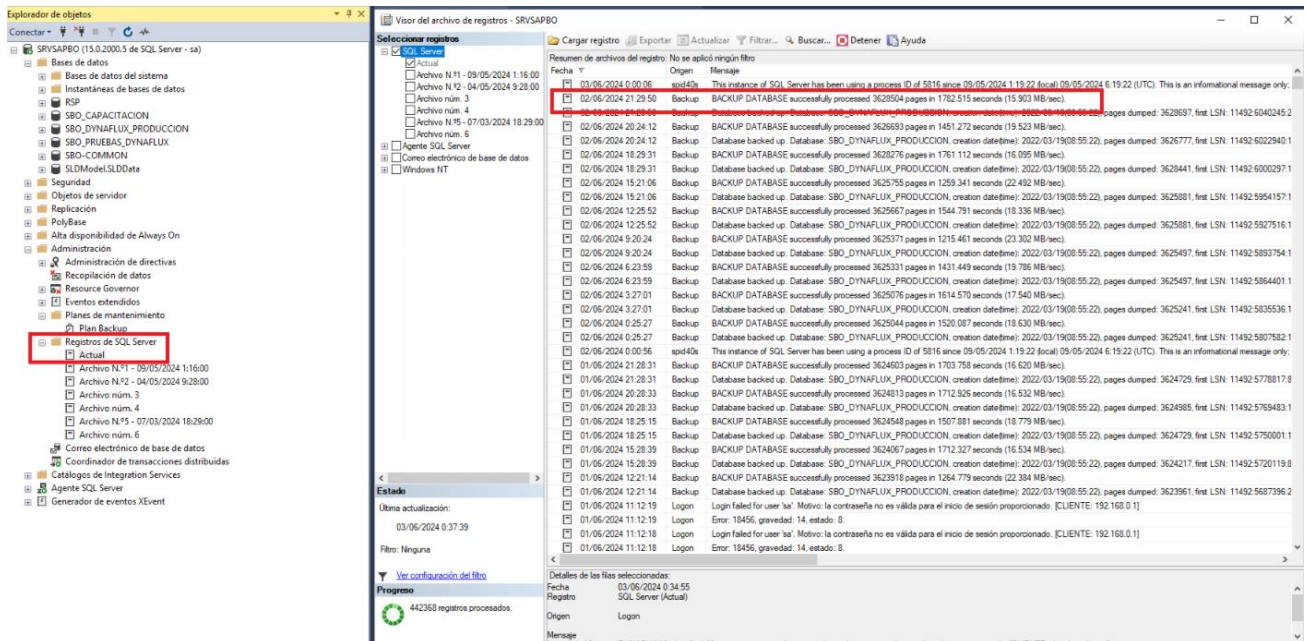 Explorador de objetos
Conectar
SRVSAPBO (15.0.2000.5 de SQL Server - sa)
Bases de datos
Bases de datos del sistema
Instantáneas de bases de datos
RSP
SBO_CAPACITACION
SBO_DYNAFLUX_PRODUCCION
SBO_PRUEBAS_DYNAFLUX
SBO-COMMON
SLDModel.SLDData
Seguridad
Objetos de servidor
Replicación
PolyBase
Alta disponibilidad de Always On
Administración
Administración de directivas
Recopilación de datos
Resource Governor
Eventos extendidos
Planes de mantenimiento
Plan Backup
Registros de SQL Server
Actual
Archivo N.º1 - 09/05/2024 1:16:00
Archivo N.º2 - 04/05/2024 9:28:00
Archivo núm. 3
Archivo núm. 4
Archivo N.º5 - 07/03/2024 18:29:00
Archivo núm. 6
Correo electrónico de base de datos
Coordinador de transacciones distribuidas
Catálogos de Integration Services
Agente SQL Server
Generador de eventos XEvent
Visor del archivo de registros - SRVSAPBO
Seleccionar registros
SQL Server
Actual
Archivo N.º1 - 09/05/2024 1:16:00
Archivo N.º2 - 04/05/2024 9:28:00
Archivo núm. 3
Archivo núm. 4
Archivo N.º5 - 07/03/2024 18:29:00
Archivo núm. 6
Agente SQL Server
Correo electrónico de base de datos
Windows NT
Estado
Última actualización:
03/06/2024 0:37:39
Filtro: Ninguna
Ver configuración del filtro
Progreso
442368 registros procesados.
Cargar registro Exportar Actualizar Filtrar... Buscar... Detener Ayuda
Resumen de archivos del registro: No se aplicó ningún filtro
Fecha Origen Mensaje
03/06/2024 0:00:06 spid40s This instance of SQL Server has been using a process ID of 5816 since 09/05/2024 1:19:22 (local) 09/05/2024 6:19:22 (UTC). This is an informational message only;
02/06/2024 21:29:50 Backup BACKUP DATABASE successfully processed 3628504 pages in 1782.515 seconds (15.903 MB/sec).
pages dumped: 3628697, first LSN: 11492:6040245:2
02/06/2024 20:24:12 Backup BACKUP DATABASE successfully processed 3626693 pages in 1451.272 seconds (19.523 MB/sec).
02/06/2024 20:24:12 Backup Database backed up. Database: SBO_DYNAFLUX_PRODUCCION, creation date(time): 2022/03/19(08:55:22), pages dumped: 3626777, first LSN: 11492:6022940:1
02/06/2024 18:29:31 Backup BACKUP DATABASE successfully processed 3628276 pages in 1761.112 seconds (16.095 MB/sec).
02/06/2024 18:29:31 Backup Database backed up. Database: SBO_DYNAFLUX_PRODUCCION, creation date(time): 2022/03/19(08:55:22), pages dumped: 3628441, first LSN: 11492:6000297:1
02/06/2024 15:21:06 Backup BACKUP DATABASE successfully processed 3625755 pages in 1259.341 seconds (22.492 MB/sec).
02/06/2024 15:21:06 Backup Database backed up. Database: SBO_DYNAFLUX_PRODUCCION, creation date(time): 2022/03/19(08:55:22), pages dumped: 3625881, first LSN: 11492:5954157:1
02/06/2024 12:25:52 Backup BACKUP DATABASE successfully processed 3625667 pages in 1544.791 seconds (18.336 MB/sec).
02/06/2024 12:25:52 Backup Database backed up. Database: SBO_DYNAFLUX_PRODUCCION, creation date(time): 2022/03/19(08:55:22), pages dumped: 3625881, first LSN: 11492:5927516:1
02/06/2024 9:20:24 Backup BACKUP DATABASE successfully processed 3625371 pages in 1215.461 seconds (23.302 MB/sec).
02/06/2024 9:20:24 Backup Database backed up. Database: SBO_DYNAFLUX_PRODUCCION, creation date(time): 2022/03/19(08:55:22), pages dumped: 3625497, first LSN: 11492:5893754:1
02/06/2024 6:23:59 Backup BACKUP DATABASE successfully processed 3625331 pages in 1431.449 seconds (19.786 MB/sec).
02/06/2024 6:23:59 Backup Database backed up. Database: SBO_DYNAFLUX_PRODUCCION, creation date(time): 2022/03/19(08:55:22), pages dumped: 3625497, first LSN: 11492:5864401:1
02/06/2024 3:27:01 Backup BACKUP DATABASE successfully processed 3625076 pages in 1614.570 seconds (17.540 MB/sec).
02/06/2024 3:27:01 Backup Database backed up. Database: SBO_DYNAFLUX_PRODUCCION, creation date(time): 2022/03/19(08:55:22), pages dumped: 3625241, first LSN: 11492:5835536:1
02/06/2024 0:25:27 Backup BACKUP DATABASE successfully processed 3625044 pages in 1520.087 seconds (18.630 MB/sec).
02/06/2024 0:25:27 Backup Database backed up. Database: SBO_DYNAFLUX_PRODUCCION, creation date(time): 2022/03/19(08:55:22), pages dumped: 3625241, first LSN: 11492:5807582:1
02/06/2024 0:00:56 spid40s This instance of SQL Server has been using a process ID of 5816 since 09/05/2024 1:19:22 (local) 09/05/2024 6:19:22 (UTC). This is an informational message only;
01/06/2024 21:28:31 Backup BACKUP DATABASE successfully processed 3624603 pages in 1703.758 seconds (16.620 MB/sec).
01/06/2024 21:28:31 Backup Database backed up. Database: SBO_DYNAFLUX_PRODUCCION, creation date(time): 2022/03/19(08:55:22), pages dumped: 3624729, first LSN: 11492:5778817:8
01/06/2024 20:28:33 Backup BACKUP DATABASE successfully processed 3624813 pages in 1712.926 seconds (16.532 MB/sec).
01/06/2024 20:28:33 Backup Database backed up. Database: SBO_DYNAFLUX_PRODUCCION, creation date(time): 2022/03/19(08:55:22), pages dumped: 3624985, first LSN: 11492:5769483:1
01/06/2024 18:25:15 Backup BACKUP DATABASE successfully processed 3624548 pages in 1507.881 seconds (18.779 MB/sec).
01/06/2024 18:25:15 Backup Database backed up. Database: SBO_DYNAFLUX_PRODUCCION, creation date(time): 2022/03/19(08:55:22), pages dumped: 3624729, first LSN: 11492:5750001:1
01/06/2024 15:28:39 Backup BACKUP DATABASE successfully processed 3624067 pages in 1712.327 seconds (16.534 MB/sec).
01/06/2024 15:28:39 Backup Database backed up. Database: SBO_DYNAFLUX_PRODUCCION, creation date(time): 2022/03/19(08:55:22), pages dumped: 3624217, first LSN: 11492:5720119:8
01/06/2024 12:21:14 Backup BACKUP DATABASE successfully processed 3623918 pages in 1264.779 seconds (22.384 MB/sec).
01/06/2024 12:21:14 Backup Database backed up. Database: SBO_DYNAFLUX_PRODUCCION, creation date(time): 2022/03/19(08:55:22), pages dumped: 3623961, first LSN: 11492:5687396:2
01/06/2024 11:12:19 Logon Login failed for user 'sa'. Motivo: la contraseña no es válida para el inicio de sesión proporcionado. [CLIENTE: 192.168.0.1]
01/06/2024 11:12:19 Logon Error: 18456, gravedad: 14, estado: 8.
01/06/2024 11:12:18 Logon Login failed for user 'sa'. Motivo: la contraseña no es válida para el inicio de sesión proporcionado. [CLIENTE: 192.168.0.1]
01/06/2024 11:12:18 Logon Error: 18456, gravedad: 14, estado: 8.
Detalles de las filas seleccionadas:
Fecha 03/06/2024 0:34:55
Registro SQL Server (Actual)
Origen Logon
Mensaje